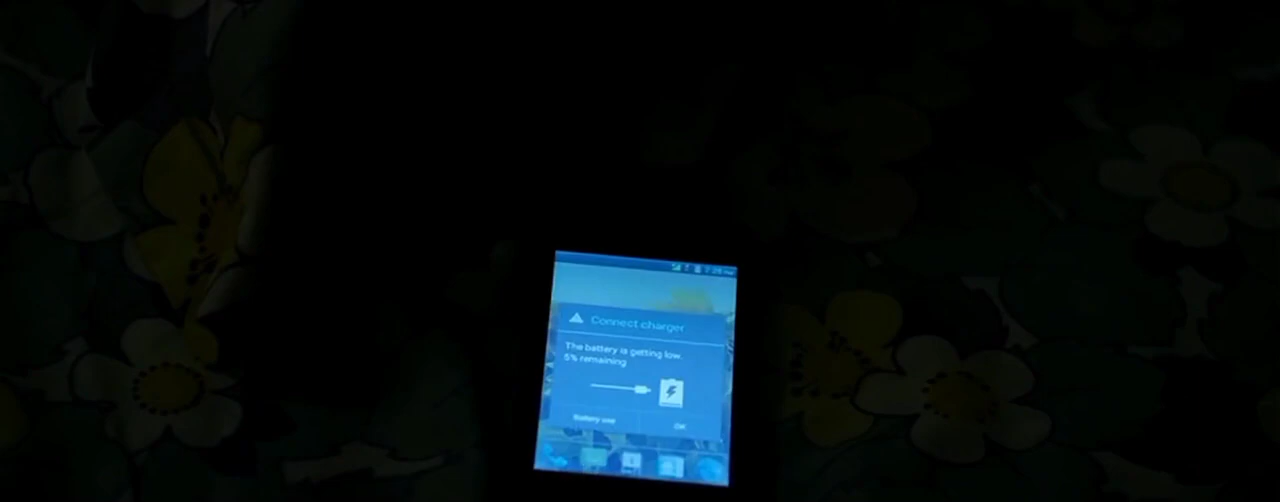 Connect charger
The battery is getting low.
5% remaining
Battery use
OK